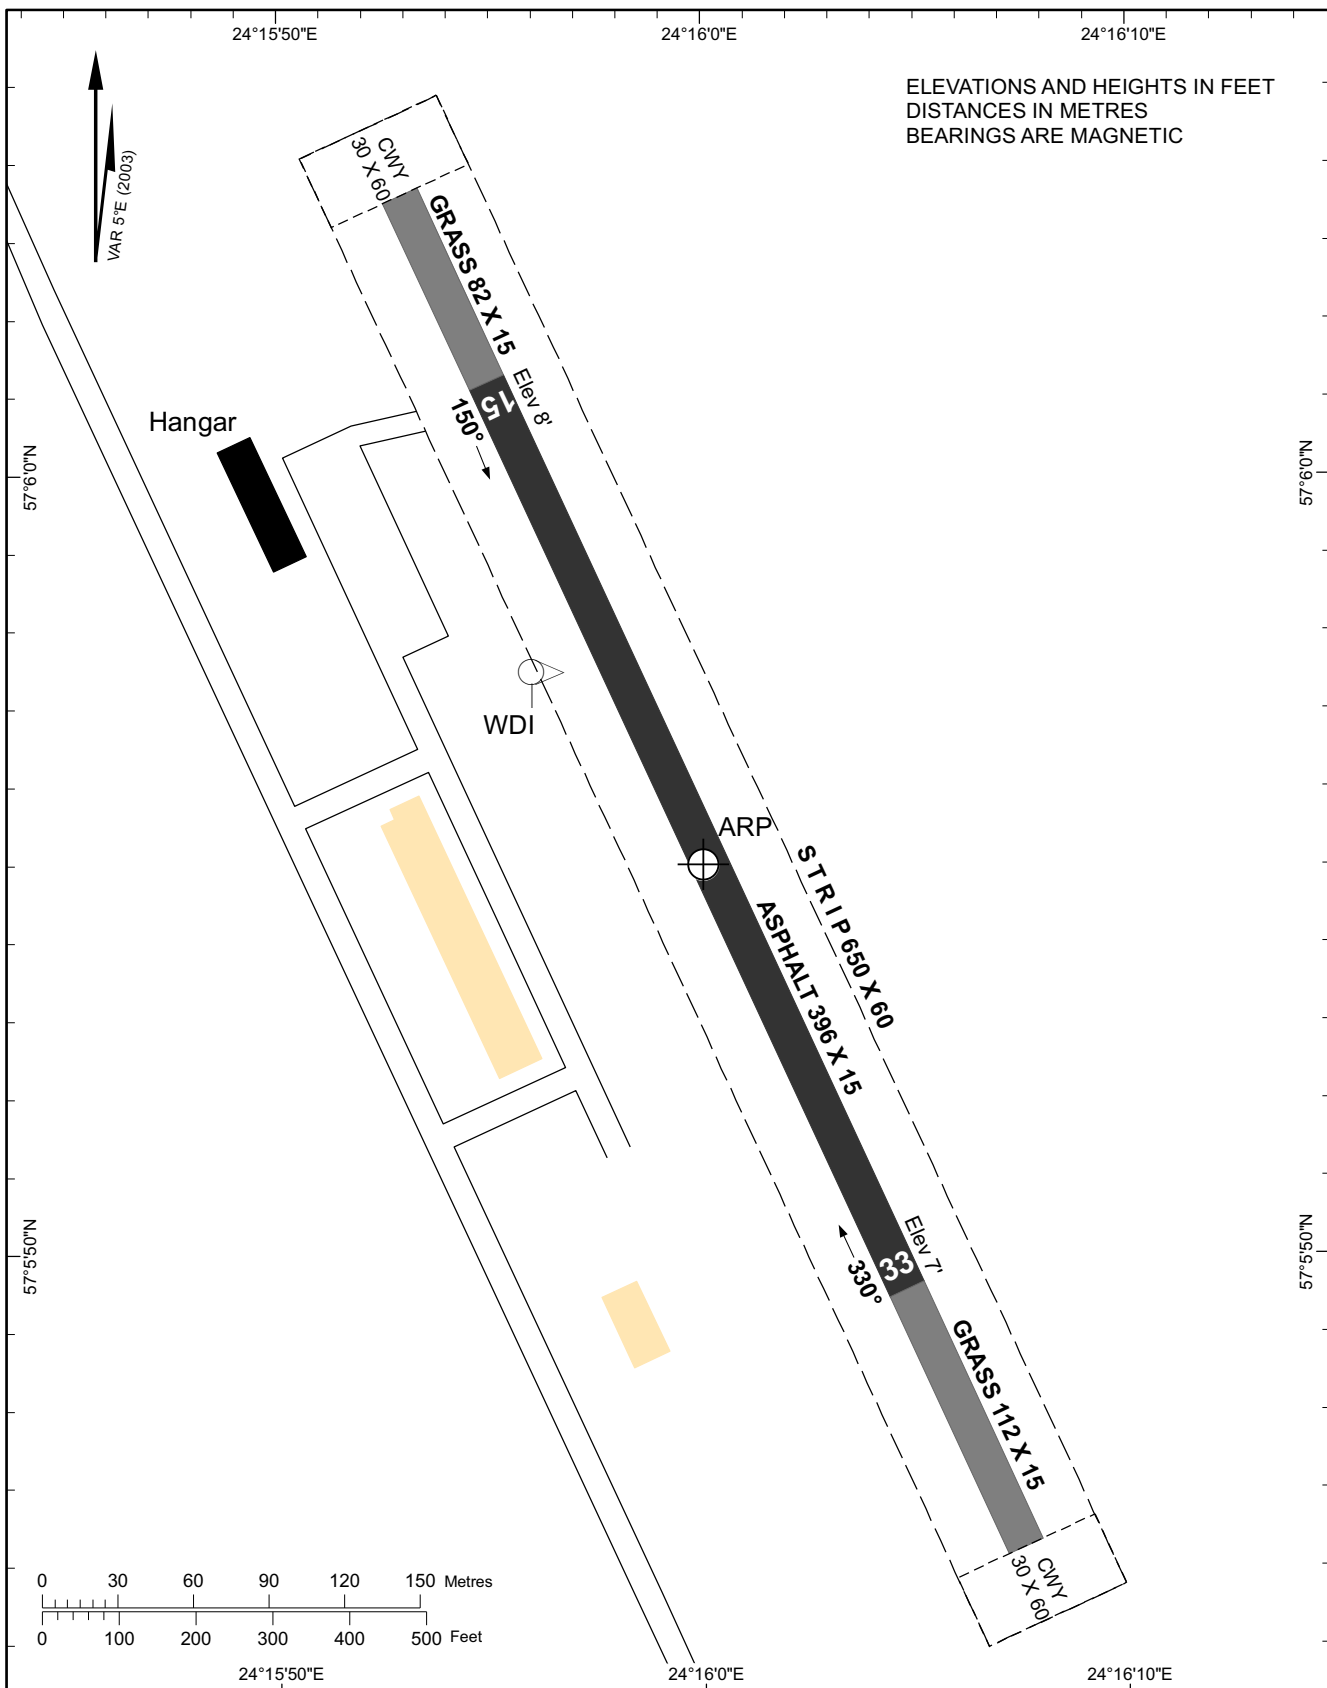 24°15'50"E
24°16'0"E
24°16'10"E
ELEVATIONS AND HEIGHTS IN FEET
DISTANCES IN METRES
BEARINGS ARE MAGNETIC
VAR 5°E (2003)
CWY
30 X 60
GRASS 82 X 15
Elev 8'
15
150°
Hangar
57°6'0"N
57°6'0"N
WDI
ARP
STRIP 650 X 60
ASPHALT 396 X 15
57°5'50"N
57°5'50"N
Elev 7'
33
330°
GRASS 112 X 15
CWY
30 X 60
0 30 60 90 120 150 Metres
0 100 200 300 400 500 Feet
24°15'50"E
24°16'0"E
24°16'10"E